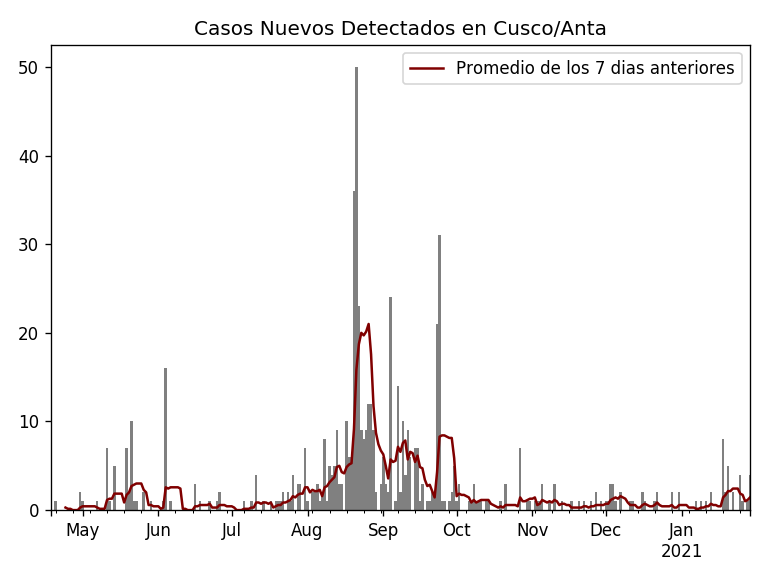 Casos Nuevos Detectados en Cusco/Anta
Promedio de los 7 dias anteriores
50
40
30
20
10
0
May Jun Jul Aug Sep Oct Nov Dec Jan
2021